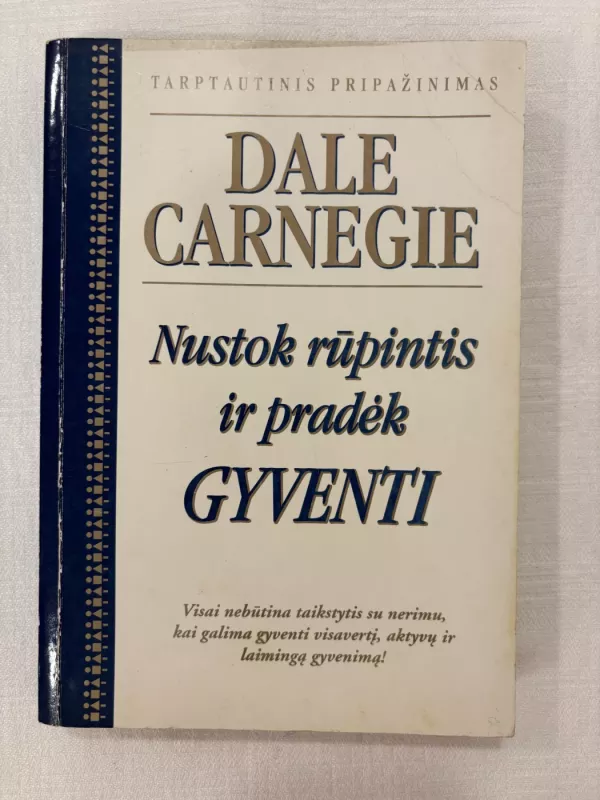 TARPTAUTINIS PRIPAŽINIMAS
DALE
CARNEGIE
Nustok rūpintis
ir pradėk
GYVENTI
Visai nebūtina taikstytis su nerimu,
kai galima gyventi visavertį, aktyvų ir
laimingą gyvenimą!